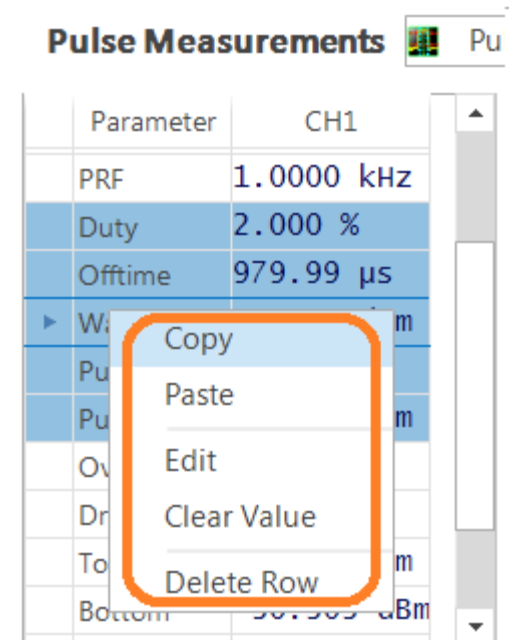 Pulse Measurements
Parameter CH1
PRF 1.0000 kHz
Duty 2.000 %
Offtime 979.99 µs
Copy
Paste
Edit
Clear Value
Delete Row
Bottom dBm